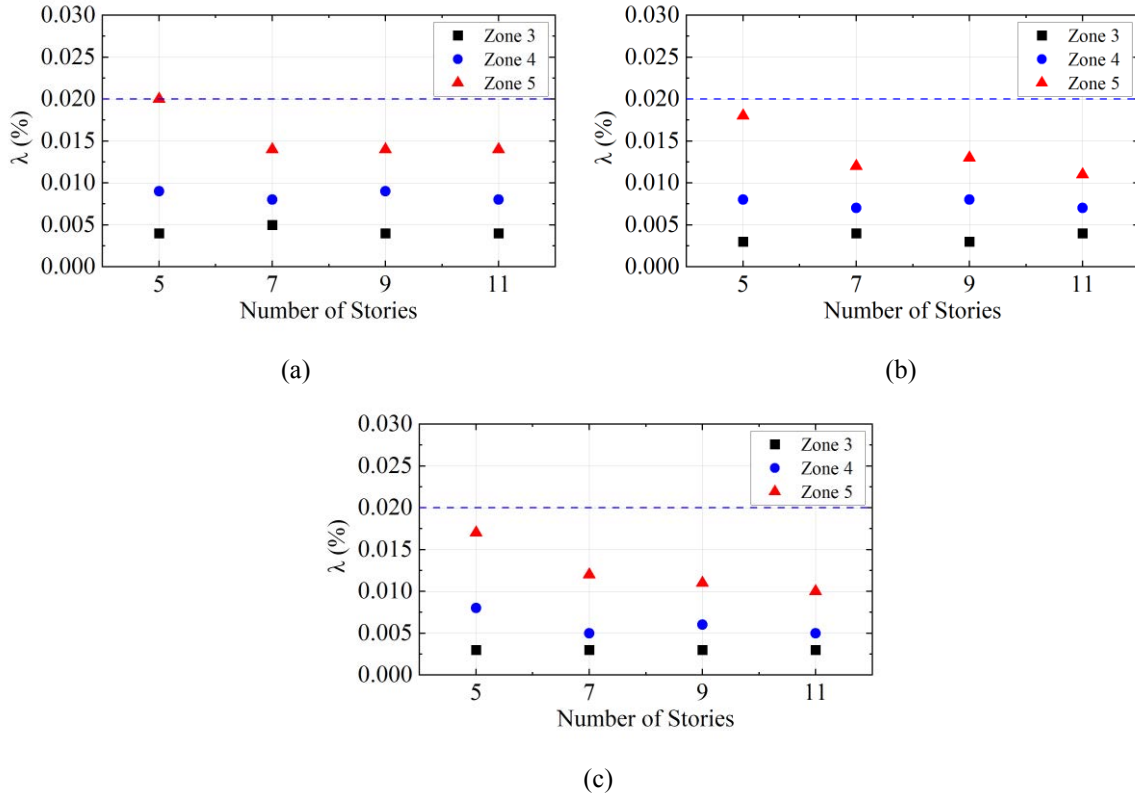 0.030
0.025
0.020
0.015
0.010
0.005
0.000
λ (%)
5 7 9 11
Number of Stories
Zone 3
Zone 4
Zone 5
(a)
0.030
0.025
0.020
0.015
0.010
0.005
0.000
λ (%)
5 7 9 11
Number of Stories
Zone 3
Zone 4
Zone 5
(b)
0.030
0.025
0.020
0.015
0.010
0.005
0.000
λ (%)
5 7 9 11
Number of Stories
Zone 3
Zone 4
Zone 5
(c)